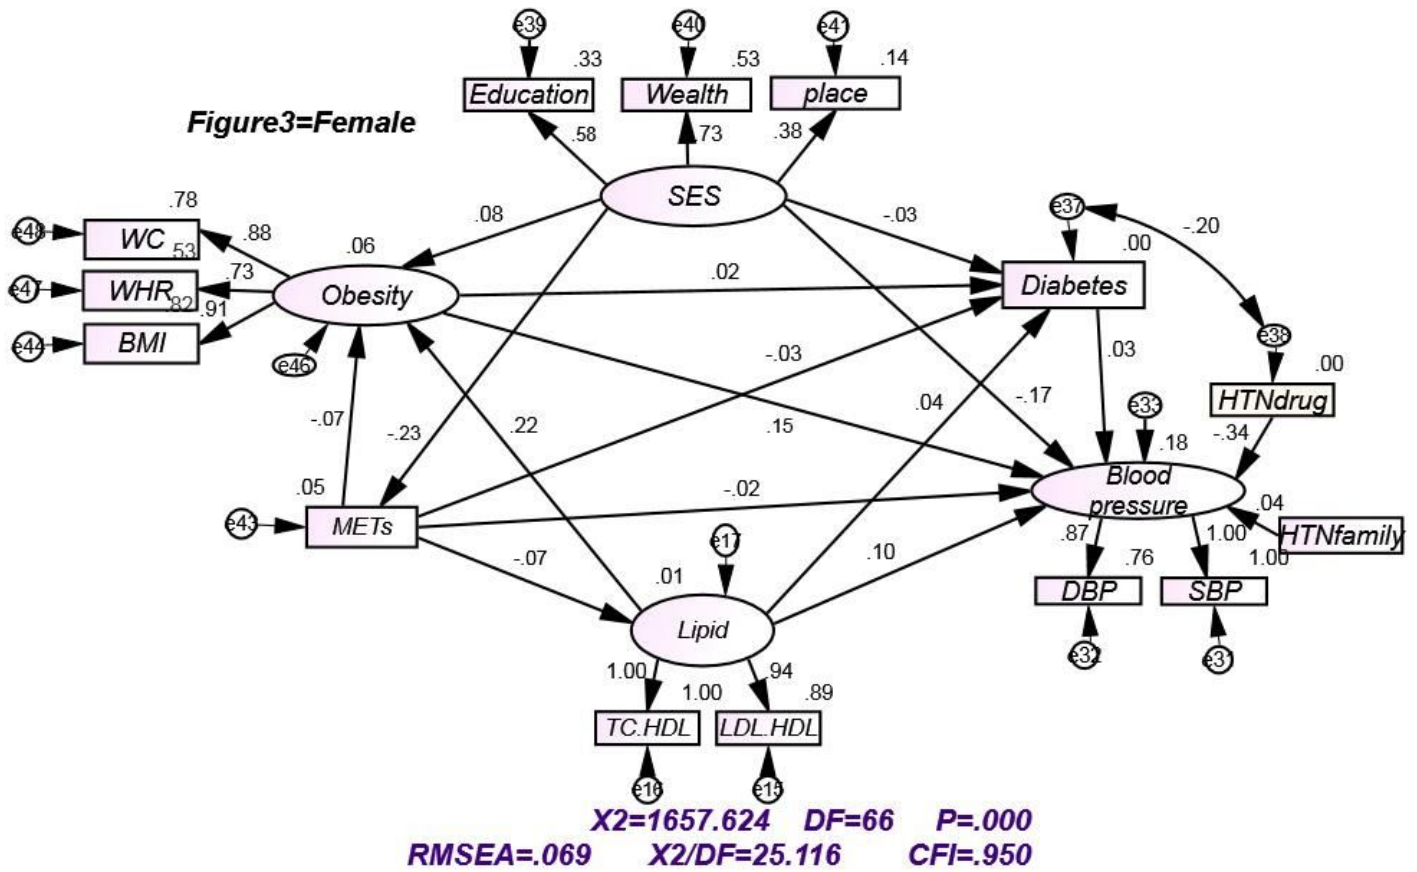 e39 e40 e41
.33 .53 .14
Education Wealth place
Figure3=Female
.58 .73 .38
SES
.78
e48 WC .88
.53
e47 WHR .73
.82 .91
e44 BMI
.06
Obesity
e46
.08
-.03
e37
-.20
.00
Diabetes
.02
e38
.00
HTNdrug
-.03
.03
-.07
-.23
.22
.15
.04
-.17
e33
.18
-.34
Blood
pressure
.04
HTNfamily
1.00
.05
e43 METs
-.02
-.07
.10
e17
.01
Lipid
.87 1.00
.76
DBP SBP
e32 e31
1.00 .94
1.00 .89
TC.HDL LDL.HDL
e16 e15
X2=1657.624 DF=66 P=.000
RMSEA=.069 X2/DF=25.116 CFI=.950